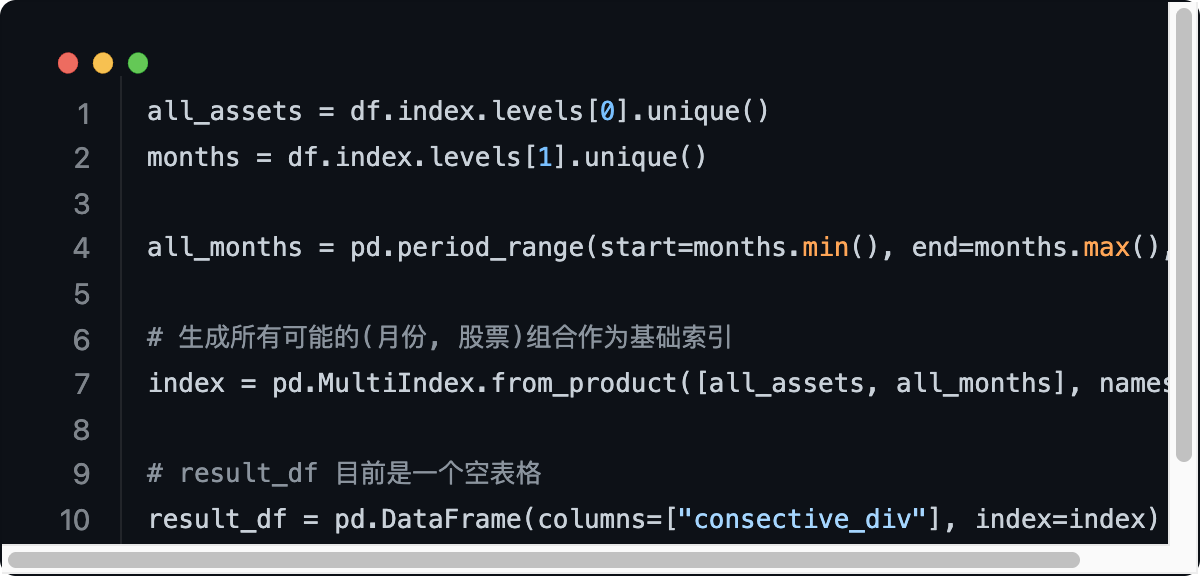 1 all_assets = df.index.levels[0].unique()
2 months = df.index.levels[1].unique()
3
4 all_months = pd.period_range(start=months.min(), end=months.max(),
5
6 # 生成所有可能的(月份, 股票)组合作为基础索引
7 index = pd.MultiIndex.from_product([all_assets, all_months], names
8
9 # result_df 目前是一个空表格
10 result_df = pd.DataFrame(columns=["consective_div"], index=index)